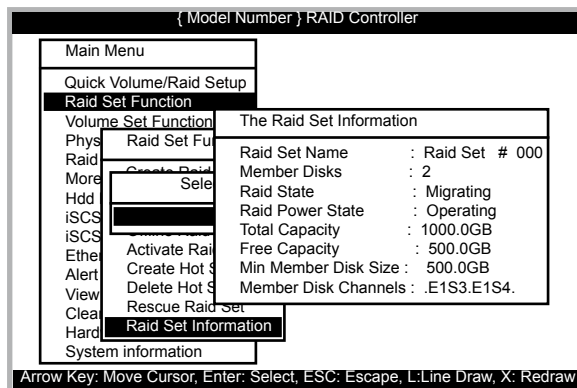 { Model Number } RAID Controller
Main Menu
Quick Volume/Raid Setup
Raid Set Function
Volume Set Function
Phys
Raid
More
Hdd
iSCS
iSCS
Ether
Alert
View
Clear
Hard
System information
Raid Set Fu
Sele
Activate Rai
Create Hot S
Delete Hot S
Rescue Raid Set
Raid Set Information
The Raid Set Information
Raid Set Name : Raid Set # 000
Member Disks : 2
Raid State : Migrating
Raid Power State : Operating
Total Capacity : 1000.0GB
Free Capacity : 500.0GB
Min Member Disk Size : 500.0GB
Member Disk Channels : .E1S3.E1S4.
Arrow Key: Move Cursor, Enter: Select, ESC: Escape, L:Line Draw, X: Redraw